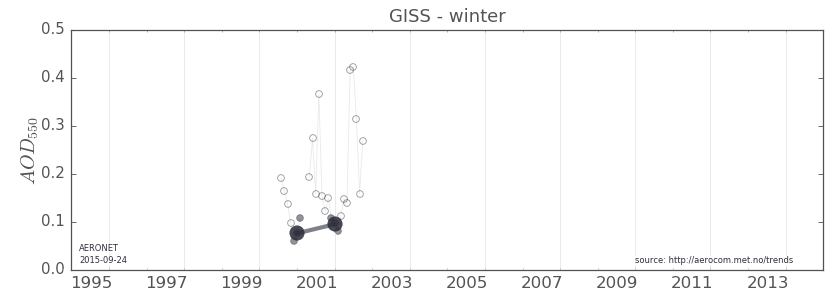 GISS - winter
0.5
0.4
0.3
0.2
0.1
0.0
AOD550
AERONET
2015-09-24
source: http://aerocom.met.no/trends
1995 1997 1999 2001 2003 2005 2007 2009 2011 2013